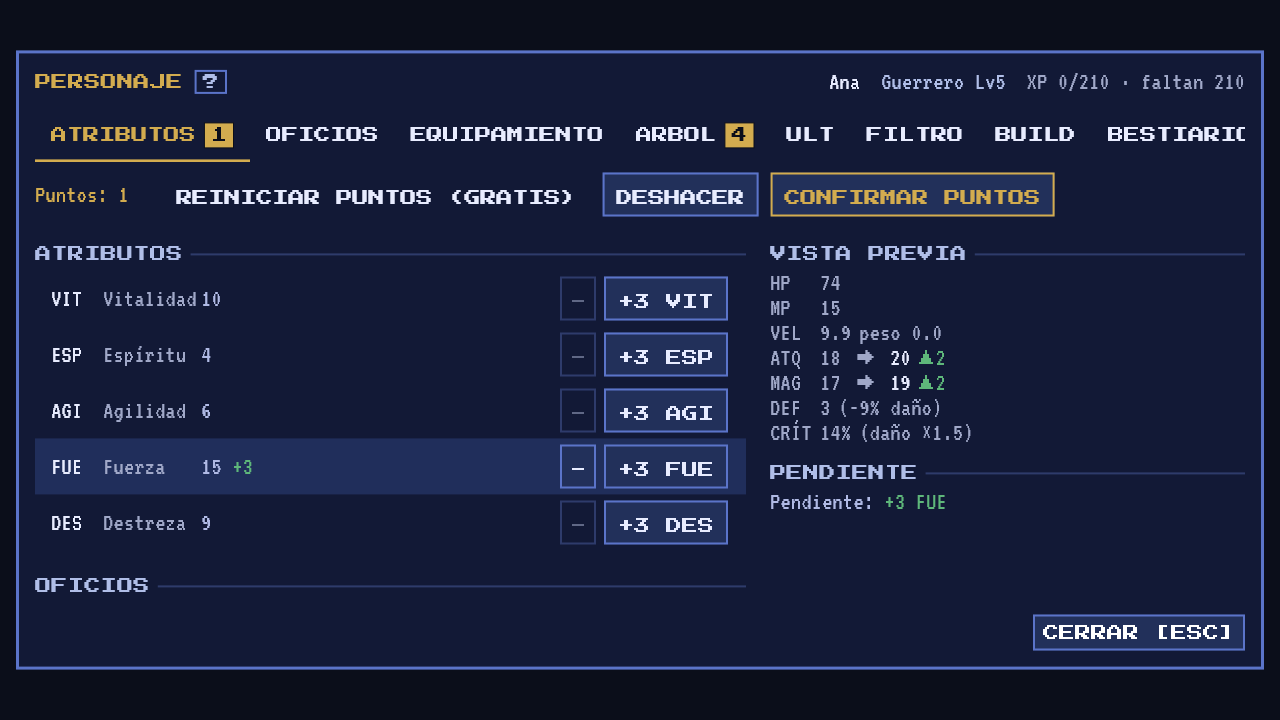 PERSONAJE ? Ana Guerrero Lv5 XP 0/210 · faltan 210
ATRIBUTOS 1 OFICIOS EQUIPAMIENTO ARBOL 4 ULT FILTRO BUILD BESTIARIO
Puntos: 1 REINICIAR PUNTOS (GRATIS) DESHACER CONFIRMAR PUNTOS
ATRIBUTOS
VIT Vitalidad 10 — +3 VIT
ESP Espíritu 4 — +3 ESP
AGI Agilidad 6 — +3 AGI
FUE Fuerza 15 +3 — +3 FUE
DES Destreza 9 — +3 DES
OFICIOS
VISTA PREVIA
HP 74
MP 15
VEL 9.9 peso 0.0
ATQ 18 ➡ 20 ▲2
MAG 17 ➡ 19 ▲2
DEF 3 (-9% daño)
CRÍT 14% (daño ×1.5)
PENDIENTE
Pendiente: +3 FUE
CERRAR [ESC]